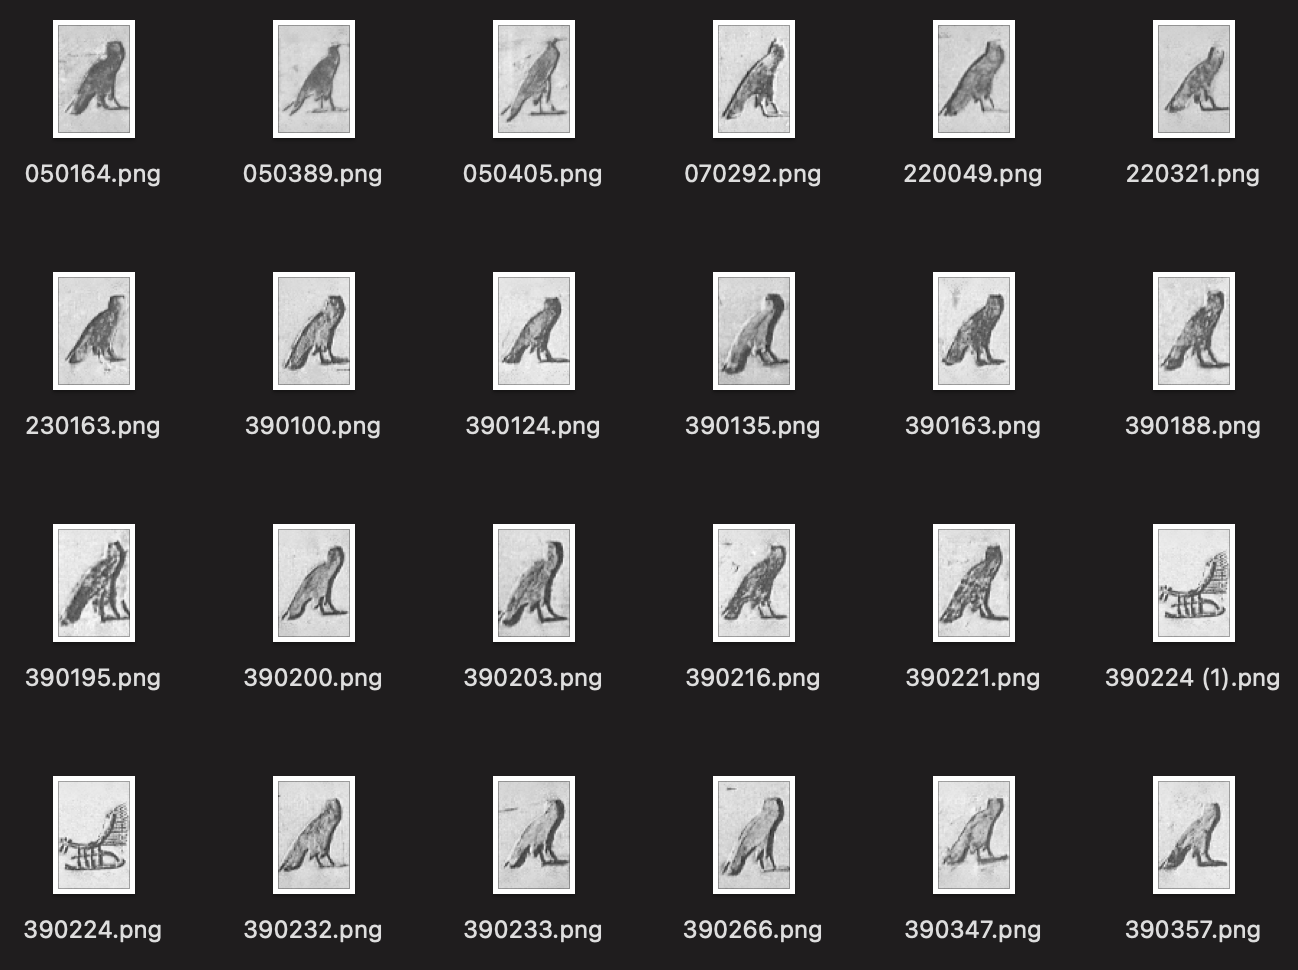 050164.png 050389.png 050405.png 070292.png 220049.png 220321.png
230163.png 390100.png 390124.png 390135.png 390163.png 390188.png
390195.png 390200.png 390203.png 390216.png 390221.png 390224 (1).png
390224.png 390232.png 390233.png 390266.png 390347.png 390357.png